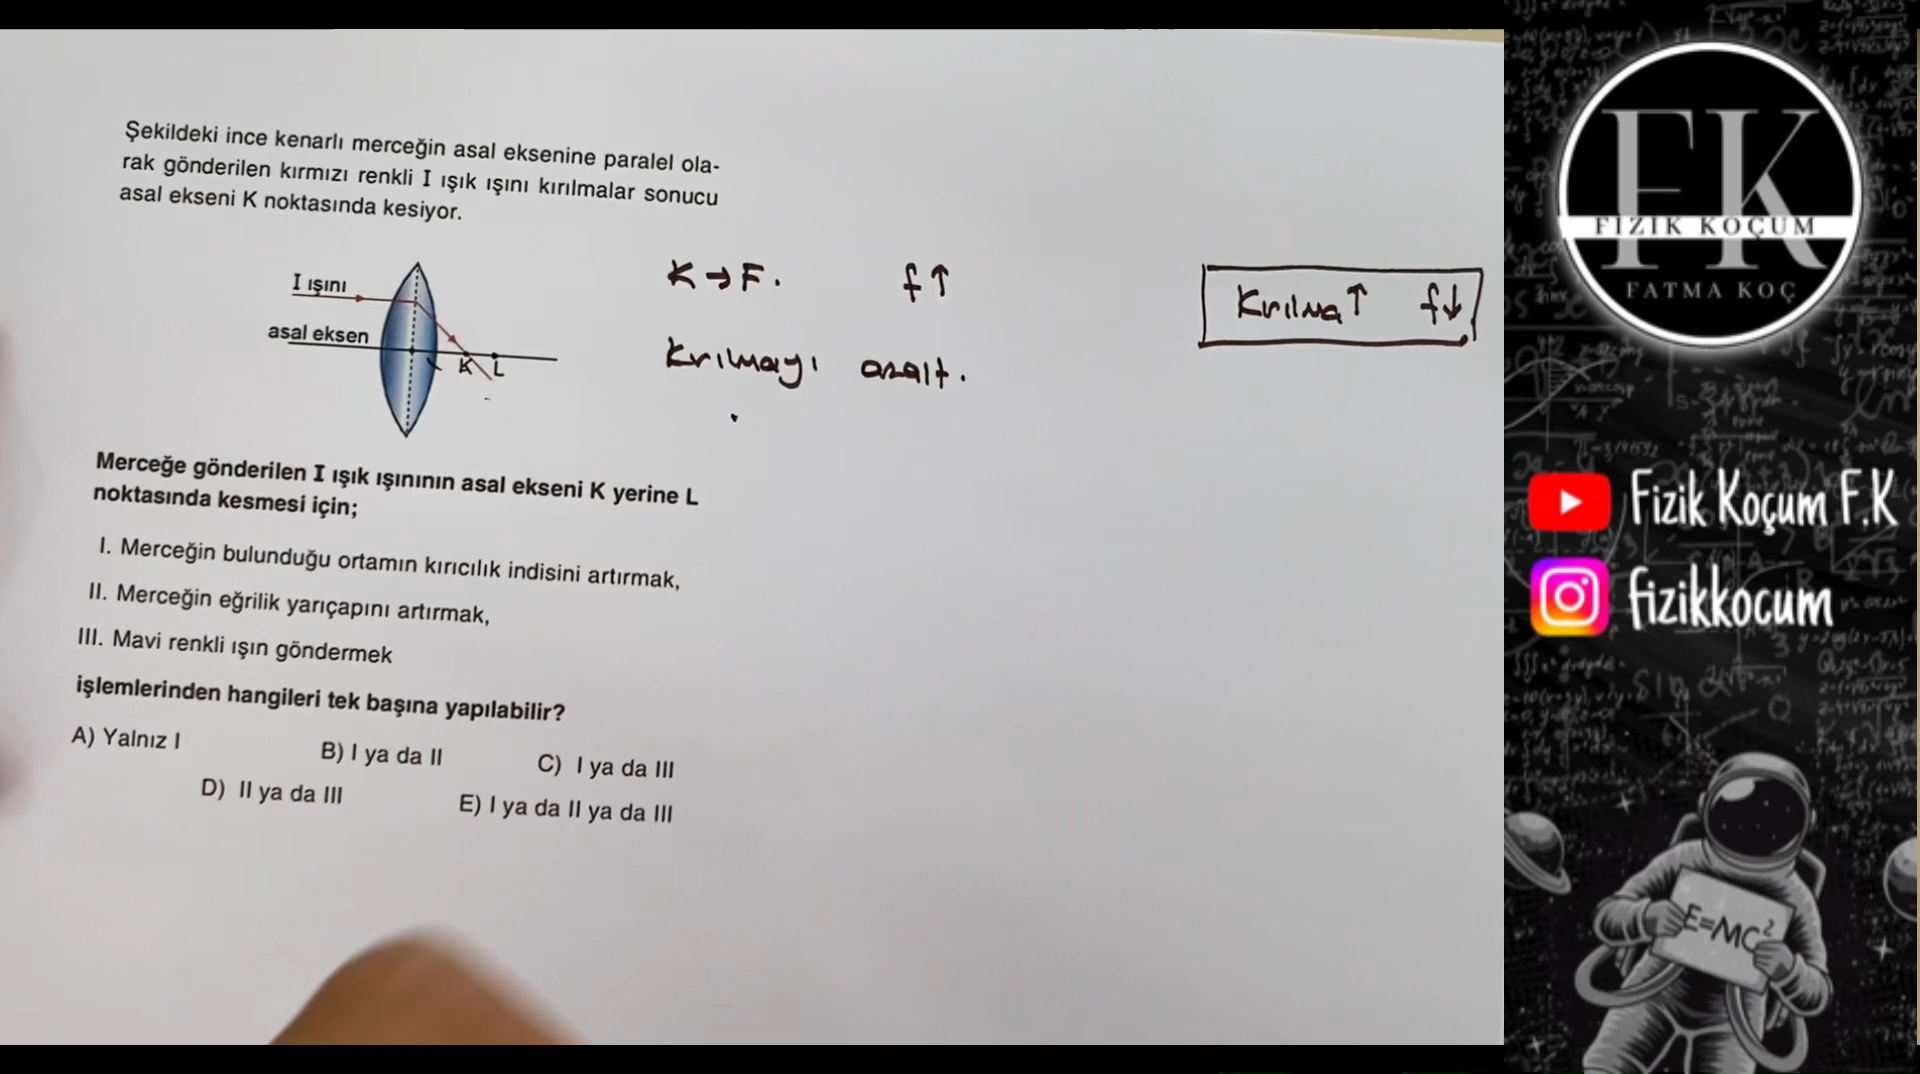 Şekildeki ince kenarlı merceğin asal eksenine paralel ola-
rak gönderilen kırmızı renkli I ışık ışını kırılmalar sonucu
asal ekseni K noktasında kesiyor.
I ışını
asal eksen
K L
K → F. f↑
Kırılmayı azalt.
Kırılma↑ f↓
Merceğe gönderilen I ışık ışınının asal ekseni K yerine L
noktasında kesmesi için;
I. Merceğin bulunduğu ortamın kırıcılık indisini artırmak,
II. Merceğin eğrilik yarıçapını artırmak,
III. Mavi renkli ışın göndermek
işlemlerinden hangileri tek başına yapılabilir?
A) Yalnız I B) I ya da II C) I ya da III
D) II ya da III E) I ya da II ya da III
FK
FIZIK KOÇUM
FATMA KOÇ
Fizik Koçum F.K
fizikkocum
E=MC²